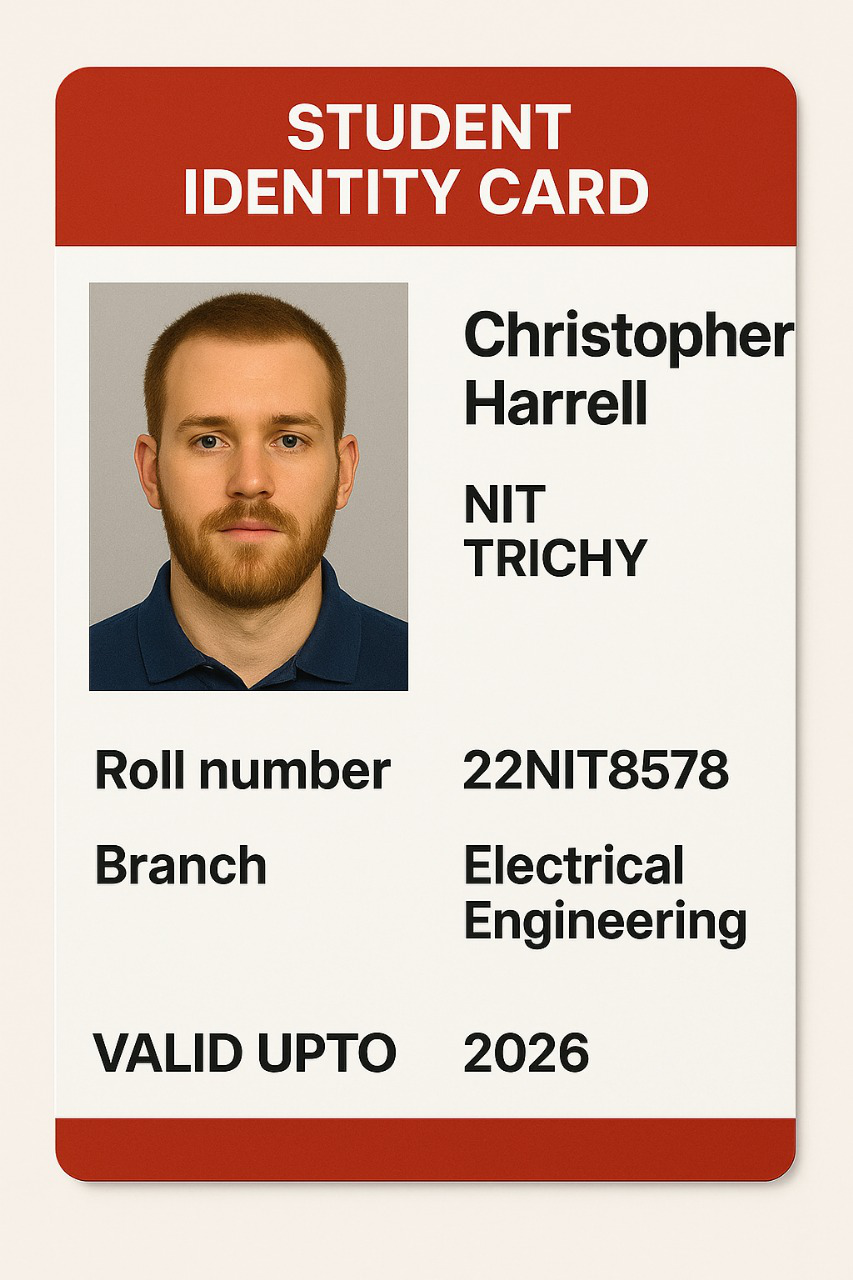 STUDENT
IDENTITY CARD
Christopher
Harrell
NIT
TRICHY
Roll number 22NIT8578
Branch Electrical
Engineering
VALID UPTO 2026